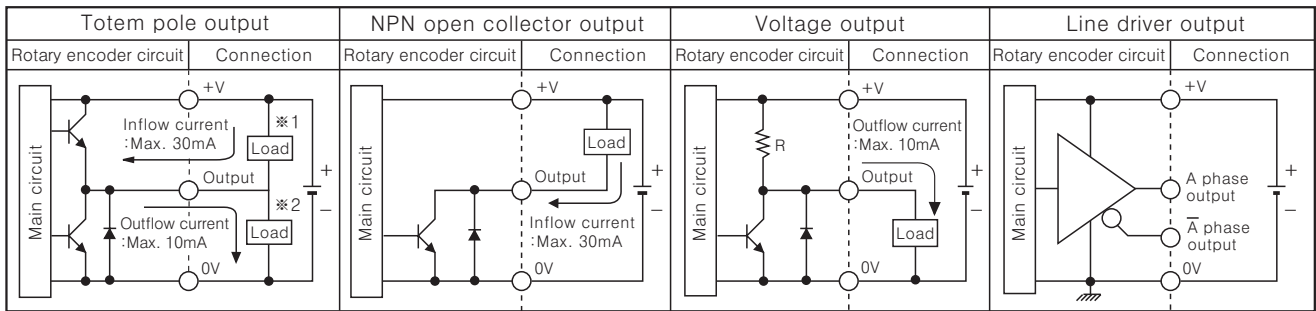 Totem pole output
NPN open collector output
Voltage output
Line driver output
Rotary encoder circuit
Connection
Rotary encoder circuit
Connection
Rotary encoder circuit
Connection
Rotary encoder circuit
Connection
Main circuit
+V
Inflow current
:Max. 30mA
※1
Load
Output
※2
Outflow current
:Max. 10mA
Load
0V
+
−
Main circuit
+V
Load
Output
Inflow current
:Max. 30mA
0V
+
−
Main circuit
+V
R
Outflow current
:Max. 10mA
Output
Load
0V
+
−
Main circuit
+V
A phase
output
A̅ phase
output
0V
+
−